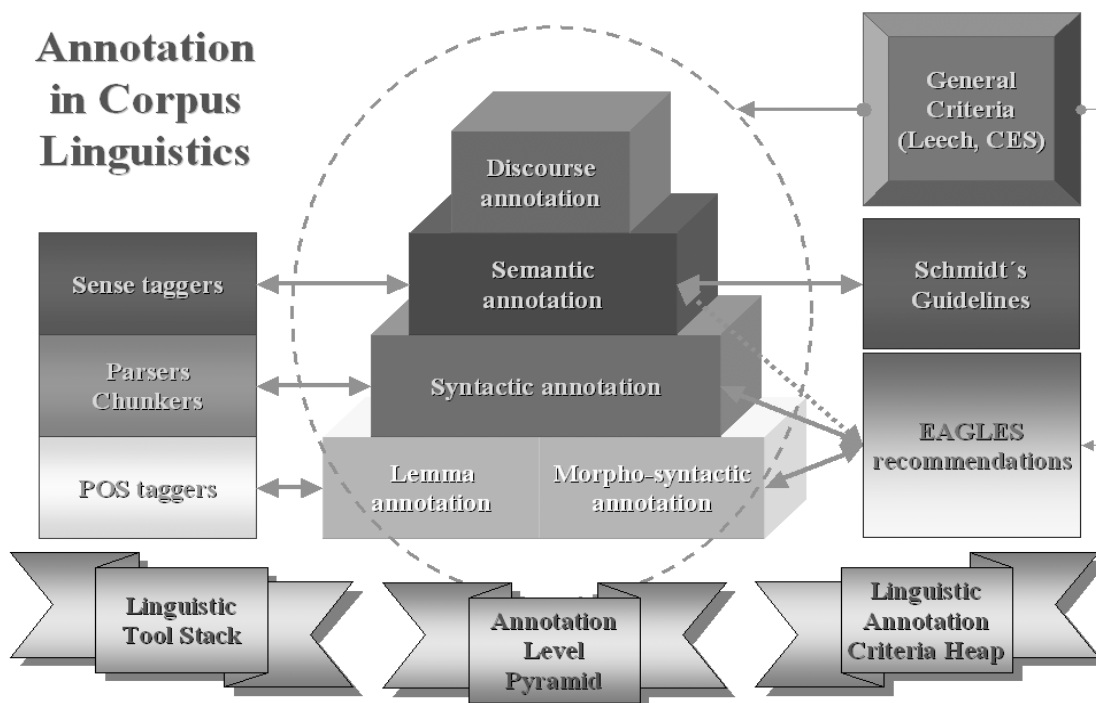 Annotation
in Corpus
Linguistics
General
Criteria
(Leech, CES)
Discourse
annotation
Sense taggers
Semantic
annotation
Schmidt´s
Guidelines
Parsers
Chunkers
Syntactic annotation
EAGLES
recommendations
POS taggers
Lemma
annotation
Morpho-syntactic
annotation
Linguistic
Tool Stack
Annotation
Level
Pyramid
Linguistic
Annotation
Criteria Heap